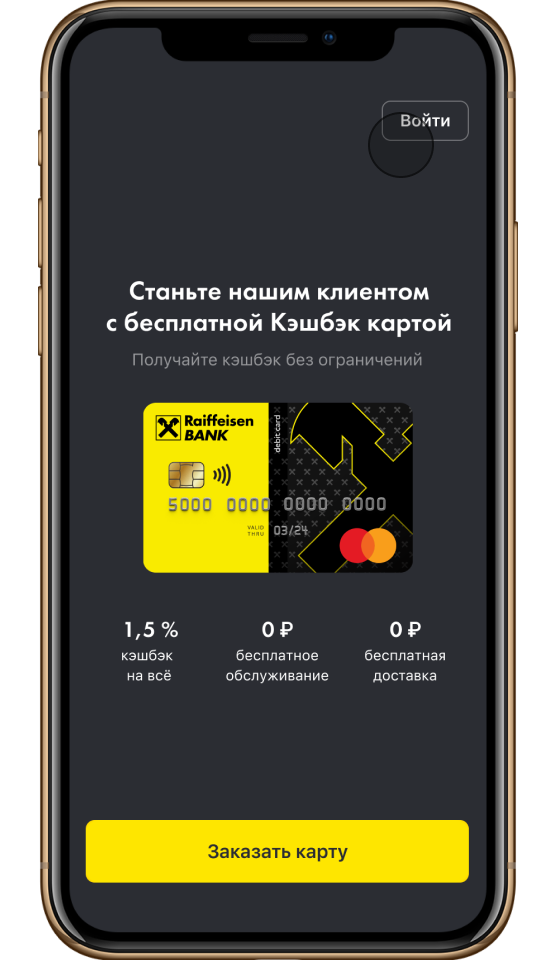 Войти
Станьте нашим клиентом
с бесплатной Кэшбэк картой
Получайте кэшбэк без ограничений
Raiffeisen
BANK
debit card
5000 0000 0000 0000
VALID
THRU 03/24
1,5 %
кэшбэк
на всё
0 ₽
бесплатное
обслуживание
0 ₽
бесплатная
доставка
Заказать карту